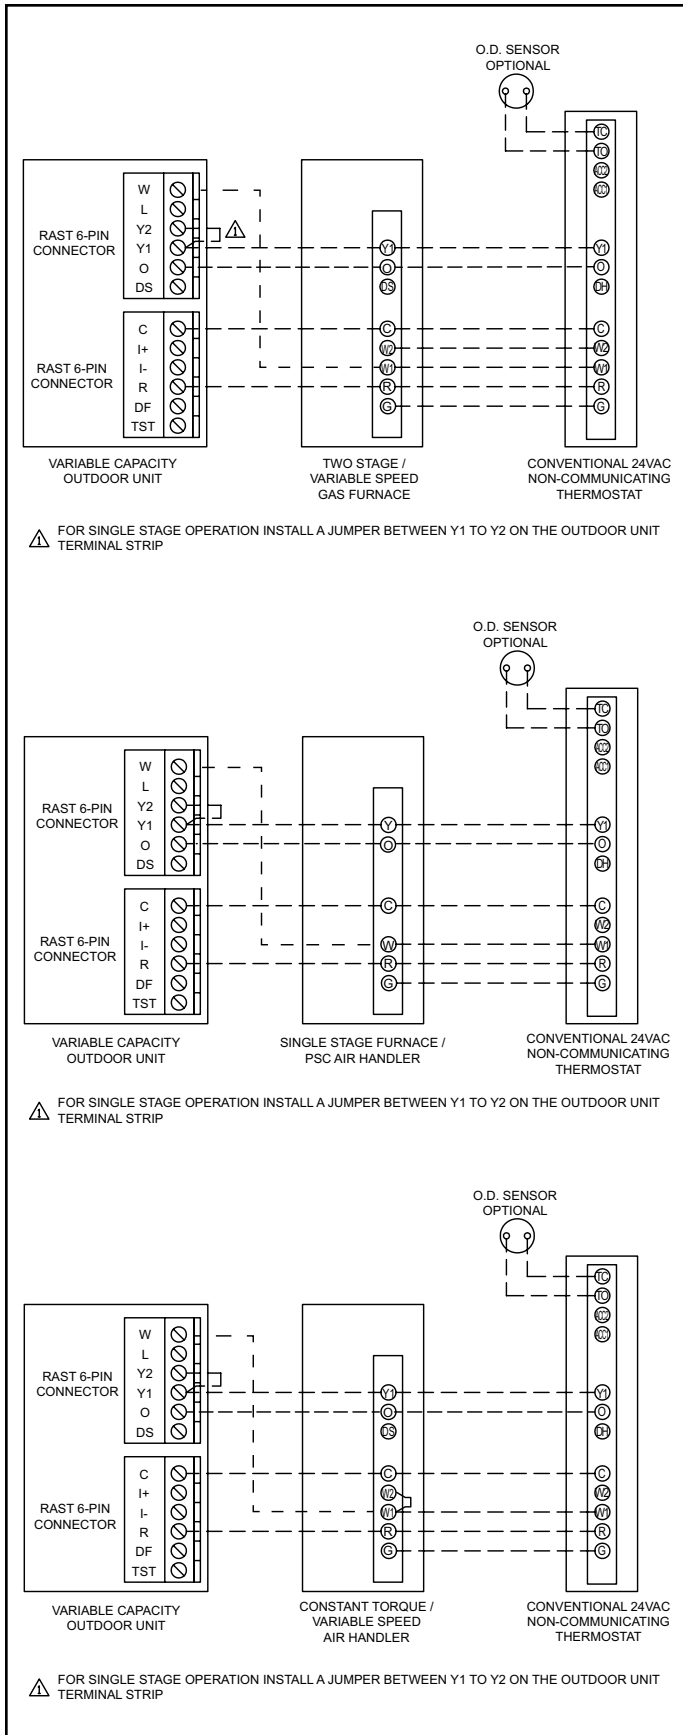 O.D. SENSOR
OPTIONAL
TC
TO
ACC2
ACC1
W
L
Y2
Y1
O
DS
RAST 6-PIN
CONNECTOR
1
Y1
O
DS
Y1
O
DH
C
I+
I-
R
DF
TST
RAST 6-PIN
CONNECTOR
C
W2
W1
R
G
C
W2
W1
R
G
VARIABLE CAPACITY
OUTDOOR UNIT
TWO STAGE /
VARIABLE SPEED
GAS FURNACE
CONVENTIONAL 24VAC
NON-COMMUNICATING
THERMOSTAT
1 FOR SINGLE STAGE OPERATION INSTALL A JUMPER BETWEEN Y1 TO Y2 ON THE OUTDOOR UNIT
TERMINAL STRIP
O.D. SENSOR
OPTIONAL
TC
TO
ACC2
ACC1
W
L
Y2
Y1
O
DS
RAST 6-PIN
CONNECTOR
Y
O
Y1
O
DH
C
I+
I-
R
DF
TST
RAST 6-PIN
CONNECTOR
C
W
R
G
C
W2
W1
R
G
VARIABLE CAPACITY
OUTDOOR UNIT
SINGLE STAGE FURNACE /
PSC AIR HANDLER
CONVENTIONAL 24VAC
NON-COMMUNICATING
THERMOSTAT
1 FOR SINGLE STAGE OPERATION INSTALL A JUMPER BETWEEN Y1 TO Y2 ON THE OUTDOOR UNIT
TERMINAL STRIP
O.D. SENSOR
OPTIONAL
TC
TO
ACC2
ACC1
W
L
Y2
Y1
O
DS
RAST 6-PIN
CONNECTOR
Y1
O
DS
Y1
O
DH
C
I+
I-
R
DF
TST
RAST 6-PIN
CONNECTOR
C
W2
W1
R
G
C
W2
W1
R
G
VARIABLE CAPACITY
OUTDOOR UNIT
CONSTANT TORQUE /
VARIABLE SPEED
AIR HANDLER
CONVENTIONAL 24VAC
NON-COMMUNICATING
THERMOSTAT
1 FOR SINGLE STAGE OPERATION INSTALL A JUMPER BETWEEN Y1 TO Y2 ON THE OUTDOOR UNIT
TERMINAL STRIP